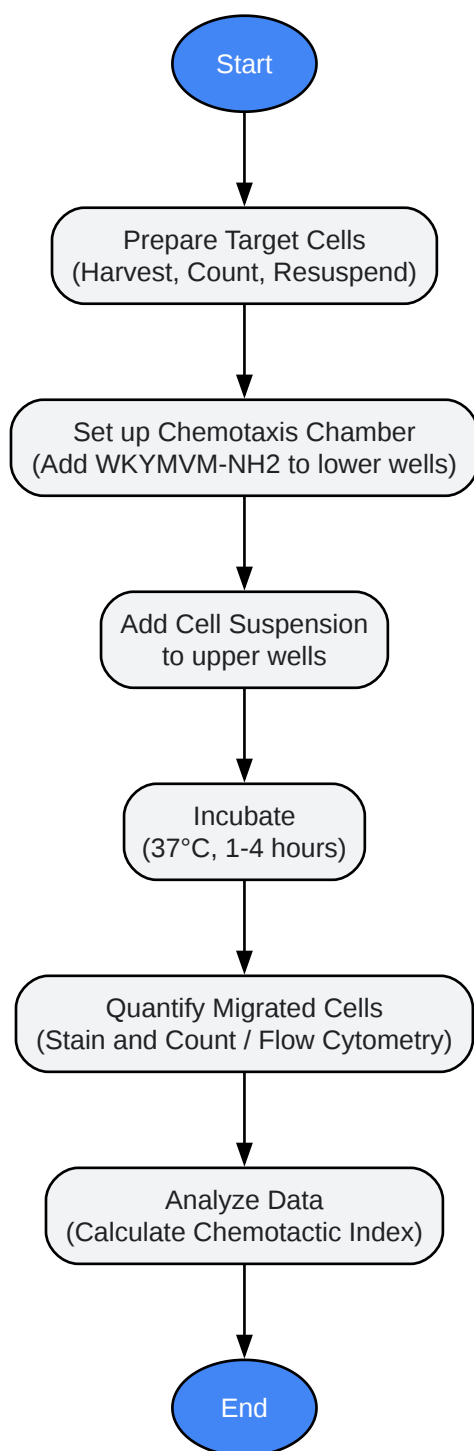 Start
Prepare Target Cells
(Harvest, Count, Resuspend)
Set up Chemotaxis Chamber
(Add WKYMVM-NH2 to lower wells)
Add Cell Suspension
to upper wells
Incubate
(37°C, 1-4 hours)
Quantify Migrated Cells
(Stain and Count / Flow Cytometry)
Analyze Data
(Calculate Chemotactic Index)
End